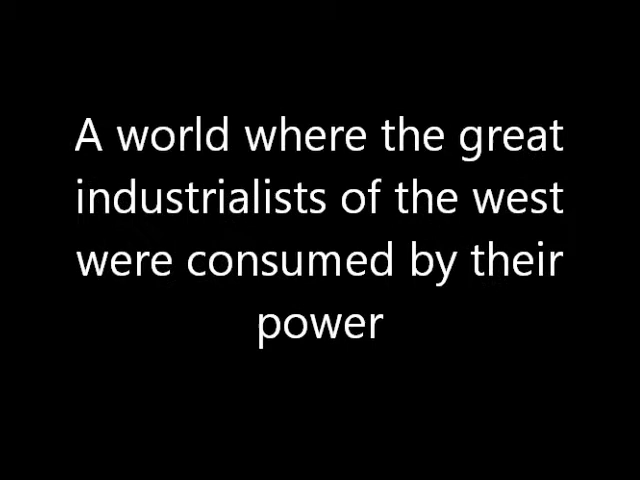 A world where the great
industrialists of the west
were consumed by their
power